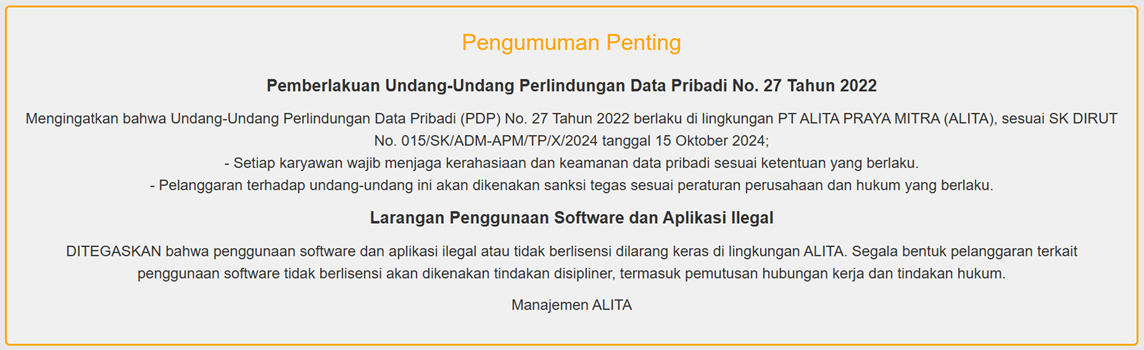 Pengumuman Penting
Pemberlakuan Undang-Undang Perlindungan Data Pribadi No. 27 Tahun 2022
Mengingatkan bahwa Undang-Undang Perlindungan Data Pribadi (PDP) No. 27 Tahun 2022 berlaku di lingkungan PT ALITA PRAYA MITRA (ALITA), sesuai SK DIRUT
No. 015/SK/ADM-APM/TP/X/2024 tanggal 15 Oktober 2024;
- Setiap karyawan wajib menjaga kerahasiaan dan keamanan data pribadi sesuai ketentuan yang berlaku.
- Pelanggaran terhadap undang-undang ini akan dikenakan sanksi tegas sesuai peraturan perusahaan dan hukum yang berlaku.
Larangan Penggunaan Software dan Aplikasi Ilegal
DITEGASKAN bahwa penggunaan software dan aplikasi ilegal atau tidak berlisensi dilarang keras di lingkungan ALITA. Segala bentuk pelanggaran terkait
penggunaan software tidak berlisensi akan dikenakan tindakan disipliner, termasuk pemutusan hubungan kerja dan tindakan hukum.
Manajemen ALITA